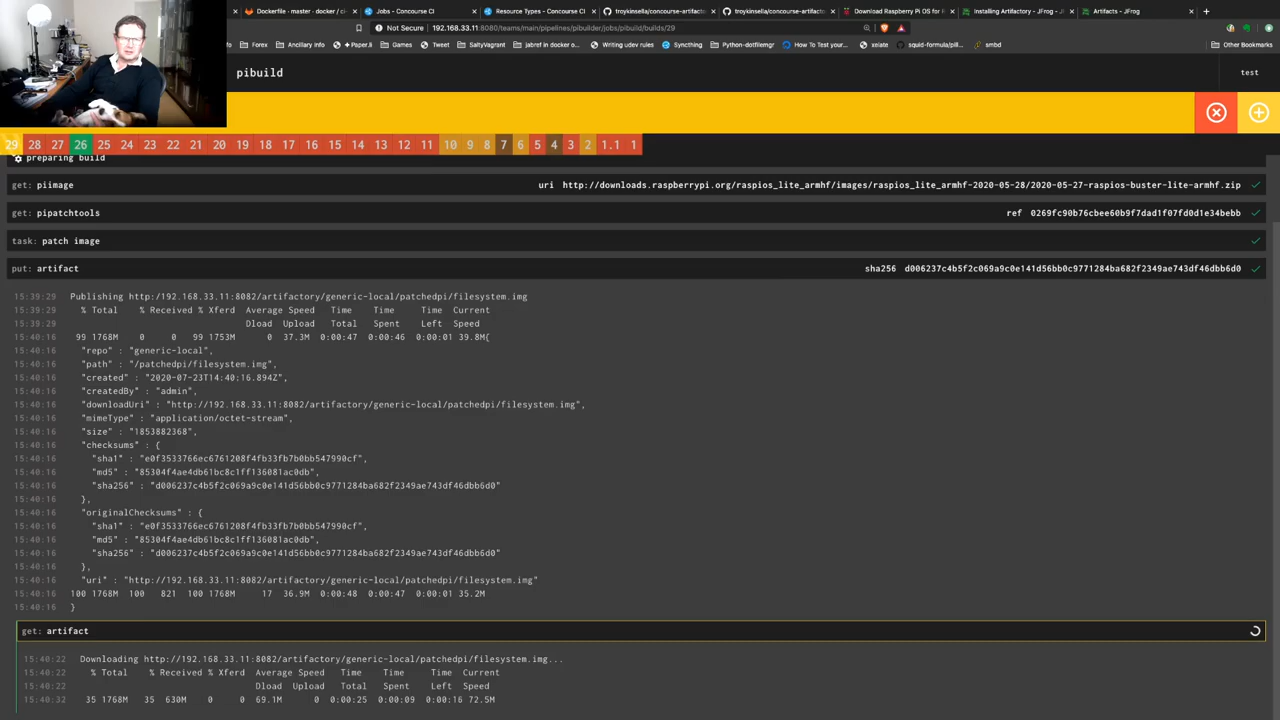 Dockerfile · master · docker / ci
Jobs - Concourse CI
Resource Types - Concourse CI
troykinsella/concourse-artifact
troykinsella/concourse-artifac
Download Raspberry Pi OS for R
Installing Artifactory - JFrog
Artifacts - JFrog
Not Secure 192.168.33.11:8080/teams/main/pipelines/pibuilder/jobs/pibuild/builds/29
Forex
Ancillary Info
+ Paper.li
Games
Tweet
SaltyVagrant
jabref in docker o...
Writing udev rules
Syncthing
Python-dotfilemgr
How To Test your...
xeiate
squid-formula/pill...
smbd
Other Bookmarks
pibuild
test
29 28 27 26 25 24 23 22 21 20 19 18 17 16 15 14 13 12 11 10 9 8 7 6 5 4 3 2 1.1 1
preparing build
get: piimage uri http://downloads.raspberrypi.org/raspios_lite_armhf/images/raspios_lite_armhf-2020-05-28/2020-05-27-raspios-buster-lite-armhf.zip
get: pipatchtools ref 0269fc90b76cbee60b9f7dad1f07fd0d1e34bebb
task: patch image
put: artifact sha256 d006237c4b5f2c069a9c0e141d56bb0c9771284ba682f2349ae743df46dbb6d0
15:39:29 Publishing http:/192.168.33.11:8082/artifactory/generic-local/patchedpi/filesystem.img
15:39:29 % Total % Received % Xferd Average Speed Time Time Time Current
15:39:29 Dload Upload Total Spent Left Speed
15:40:16 99 1768M 0 0 99 1753M 0 37.3M 0:00:47 0:00:46 0:00:01 39.8M{
15:40:16 "repo" : "generic-local",
15:40:16 "path" : "/patchedpi/filesystem.img",
15:40:16 "created" : "2020-07-23T14:40:16.894Z",
15:40:16 "createdBy" : "admin",
15:40:16 "downloadUri" : "http://192.168.33.11:8082/artifactory/generic-local/patchedpi/filesystem.img",
15:40:16 "mimeType" : "application/octet-stream",
15:40:16 "size" : "1853882368",
15:40:16 "checksums" : {
15:40:16 "sha1" : "e0f3533766ec6761208f4fb33fb7b0bb547990cf",
15:40:16 "md5" : "85304f4ae4db61bc8c1ff136081ac0db",
15:40:16 "sha256" : "d006237c4b5f2c069a9c0e141d56bb0c9771284ba682f2349ae743df46dbb6d0"
15:40:16 },
15:40:16 "originalChecksums" : {
15:40:16 "sha1" : "e0f3533766ec6761208f4fb33fb7b0bb547990cf",
15:40:16 "md5" : "85304f4ae4db61bc8c1ff136081ac0db",
15:40:16 "sha256" : "d006237c4b5f2c069a9c0e141d56bb0c9771284ba682f2349ae743df46dbb6d0"
15:40:16 },
15:40:16 "uri" : "http://192.168.33.11:8082/artifactory/generic-local/patchedpi/filesystem.img"
15:40:16 100 1768M 100 821 100 1768M 17 36.9M 0:00:48 0:00:47 0:00:01 35.2M
15:40:16 }
get: artifact
15:40:22 Downloading http://192.168.33.11:8082/artifactory/generic-local/patchedpi/filesystem.img...
15:40:22 % Total % Received % Xferd Average Speed Time Time Time Current
15:40:22 Dload Upload Total Spent Left Speed
15:40:32 35 1768M 35 630M 0 0 69.1M 0 0:00:25 0:00:09 0:00:16 72.5M